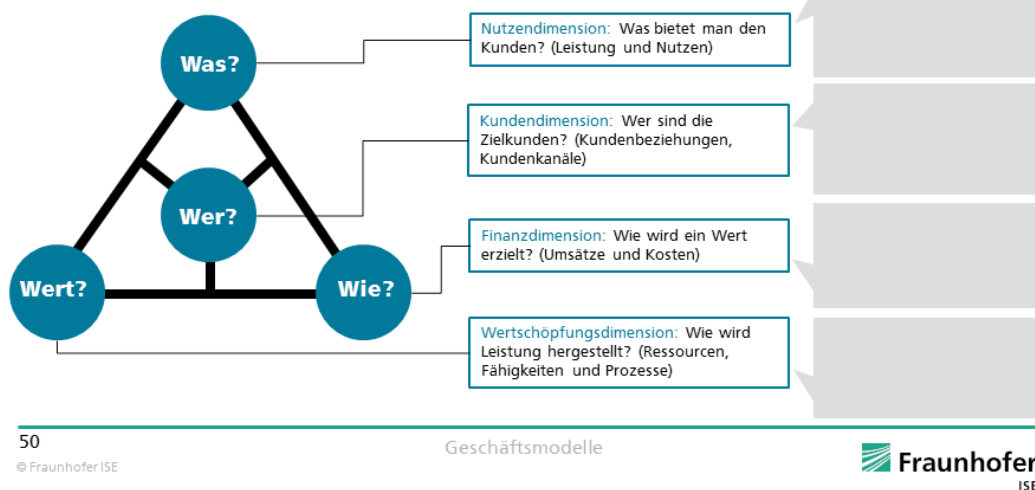 Was?
Nutzendimension: Was bietet man den
Kunden? (Leistung und Nutzen)
Wer?
Kundendimension: Wer sind die
Zielkunden? (Kundenbeziehungen,
Kundenkanäle)
Wert?
Wie?
Finanzdimension: Wie wird ein Wert
erzielt? (Umsätze und Kosten)
Wertschöpfungsdimension: Wie wird
Leistung hergestellt? (Ressourcen,
Fähigkeiten und Prozesse)
50
© Fraunhofer ISE
Geschäftsmodelle
Fraunhofer
ISE